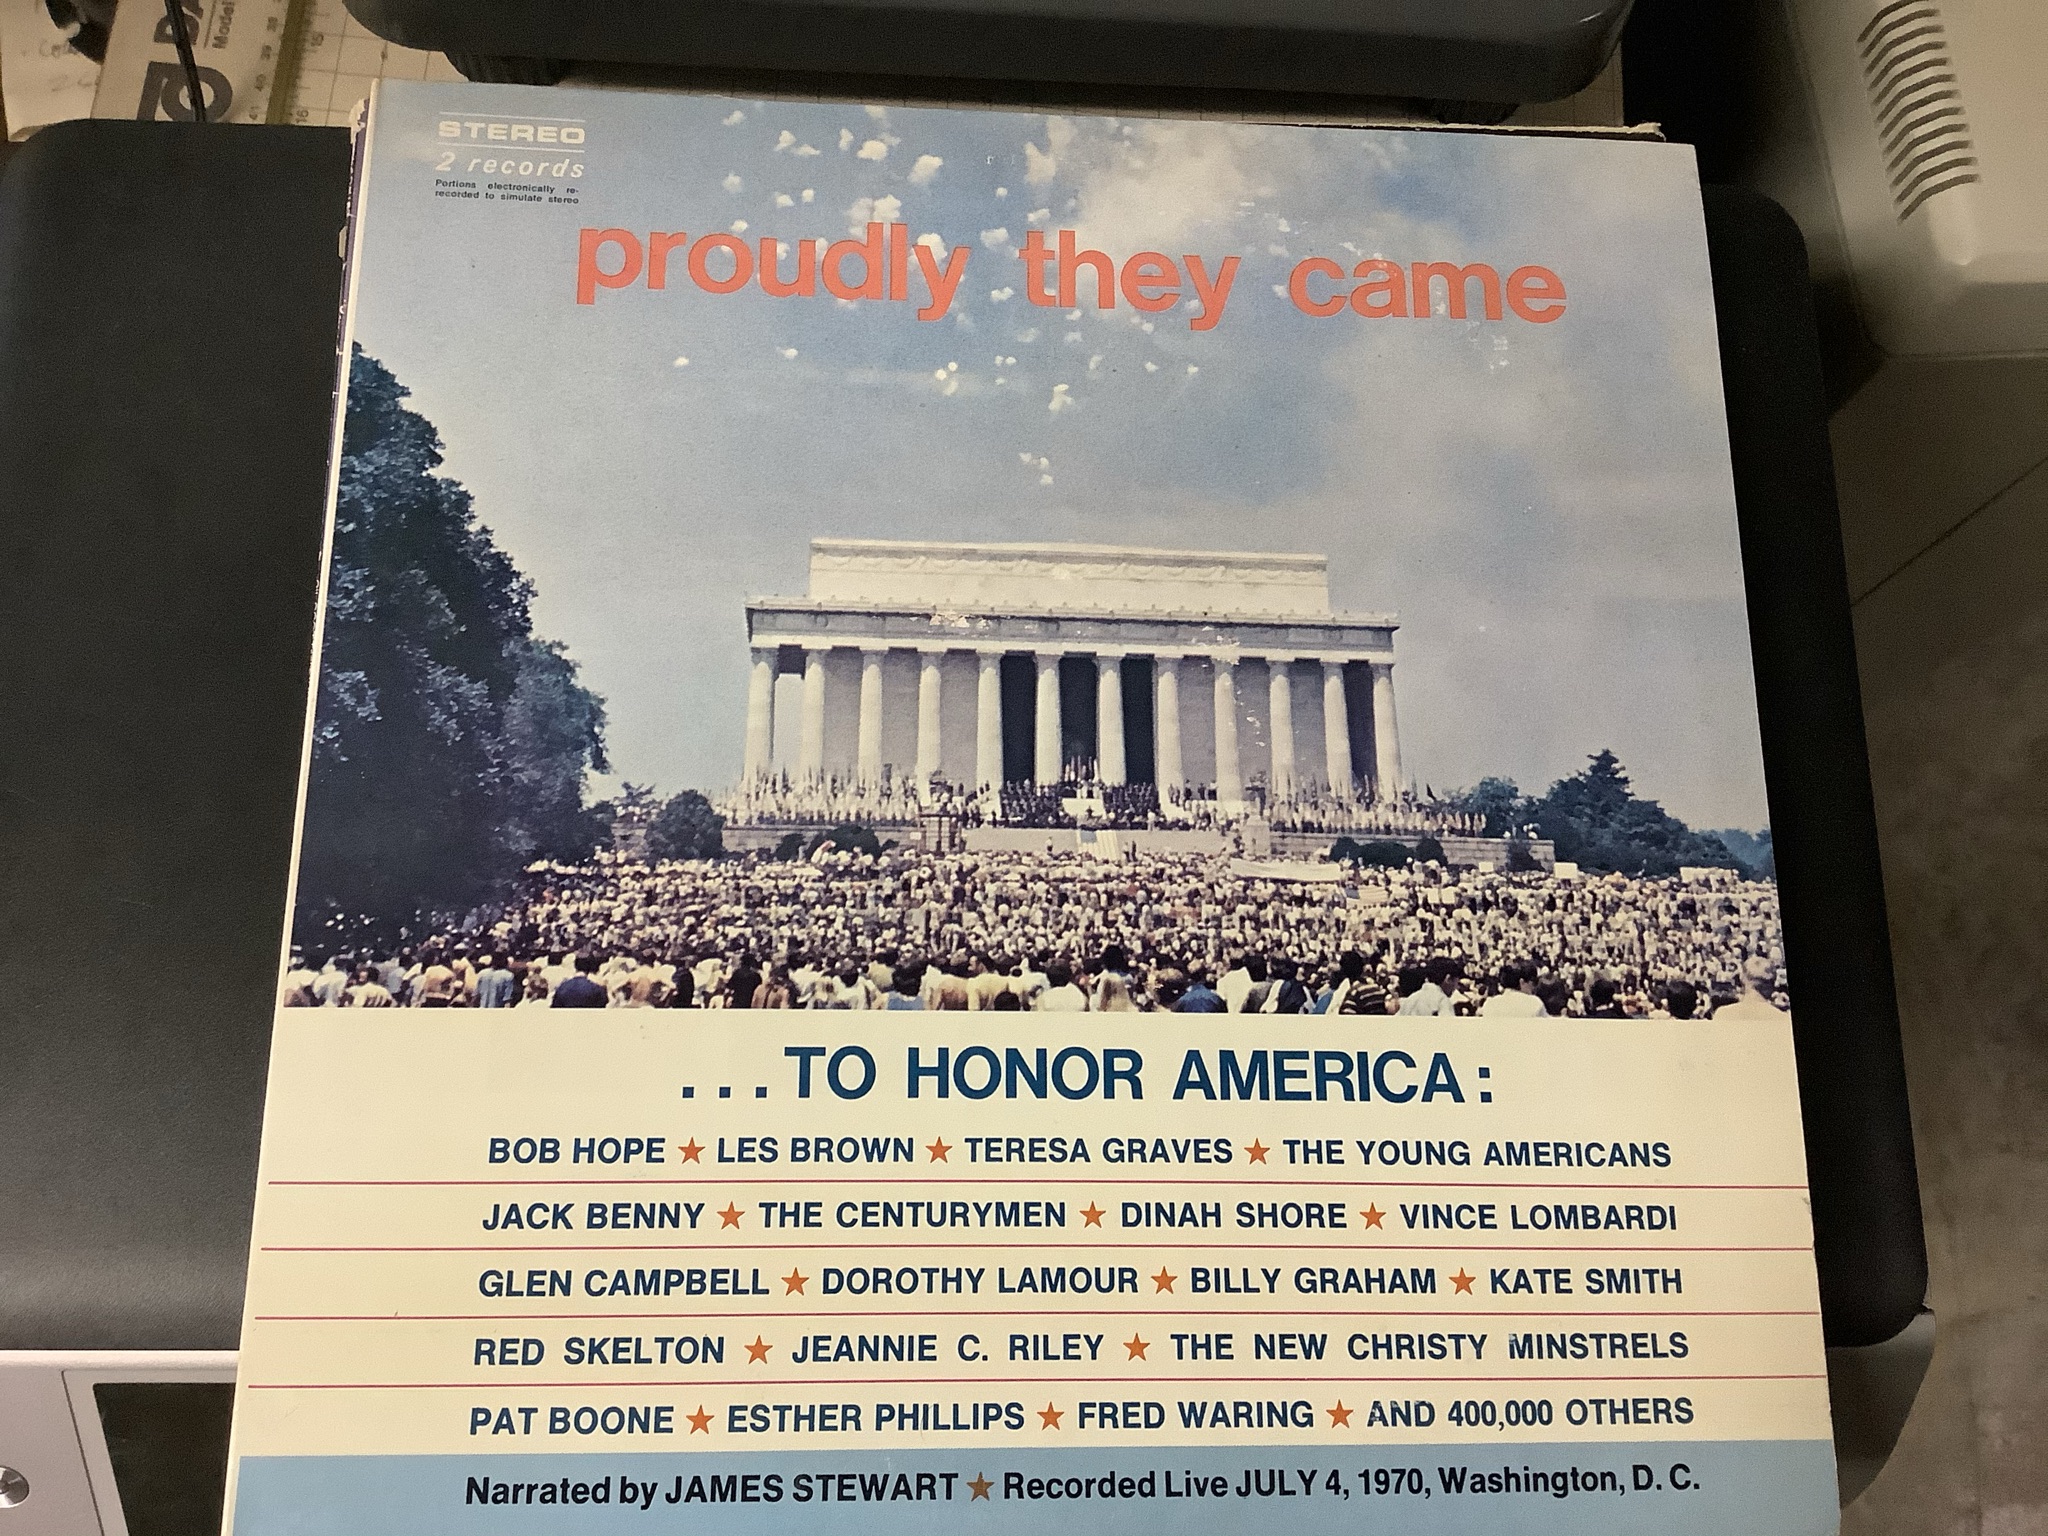 Model
STEREO
2 records
Portions electronically re-
recorded to simulate stereo
proudly they came
...TO HONOR AMERICA:
BOB HOPE ★ LES BROWN ★ TERESA GRAVES ★ THE YOUNG AMERICANS
JACK BENNY ★ THE CENTURYMEN ★ DINAH SHORE ★ VINCE LOMBARDI
GLEN CAMPBELL ★ DOROTHY LAMOUR ★ BILLY GRAHAM ★ KATE SMITH
RED SKELTON ★ JEANNIE C. RILEY ★ THE NEW CHRISTY MINSTRELS
PAT BOONE ★ ESTHER PHILLIPS ★ FRED WARING ★ AND 400,000 OTHERS
Narrated by JAMES STEWART ★ Recorded Live JULY 4, 1970, Washington, D. C.